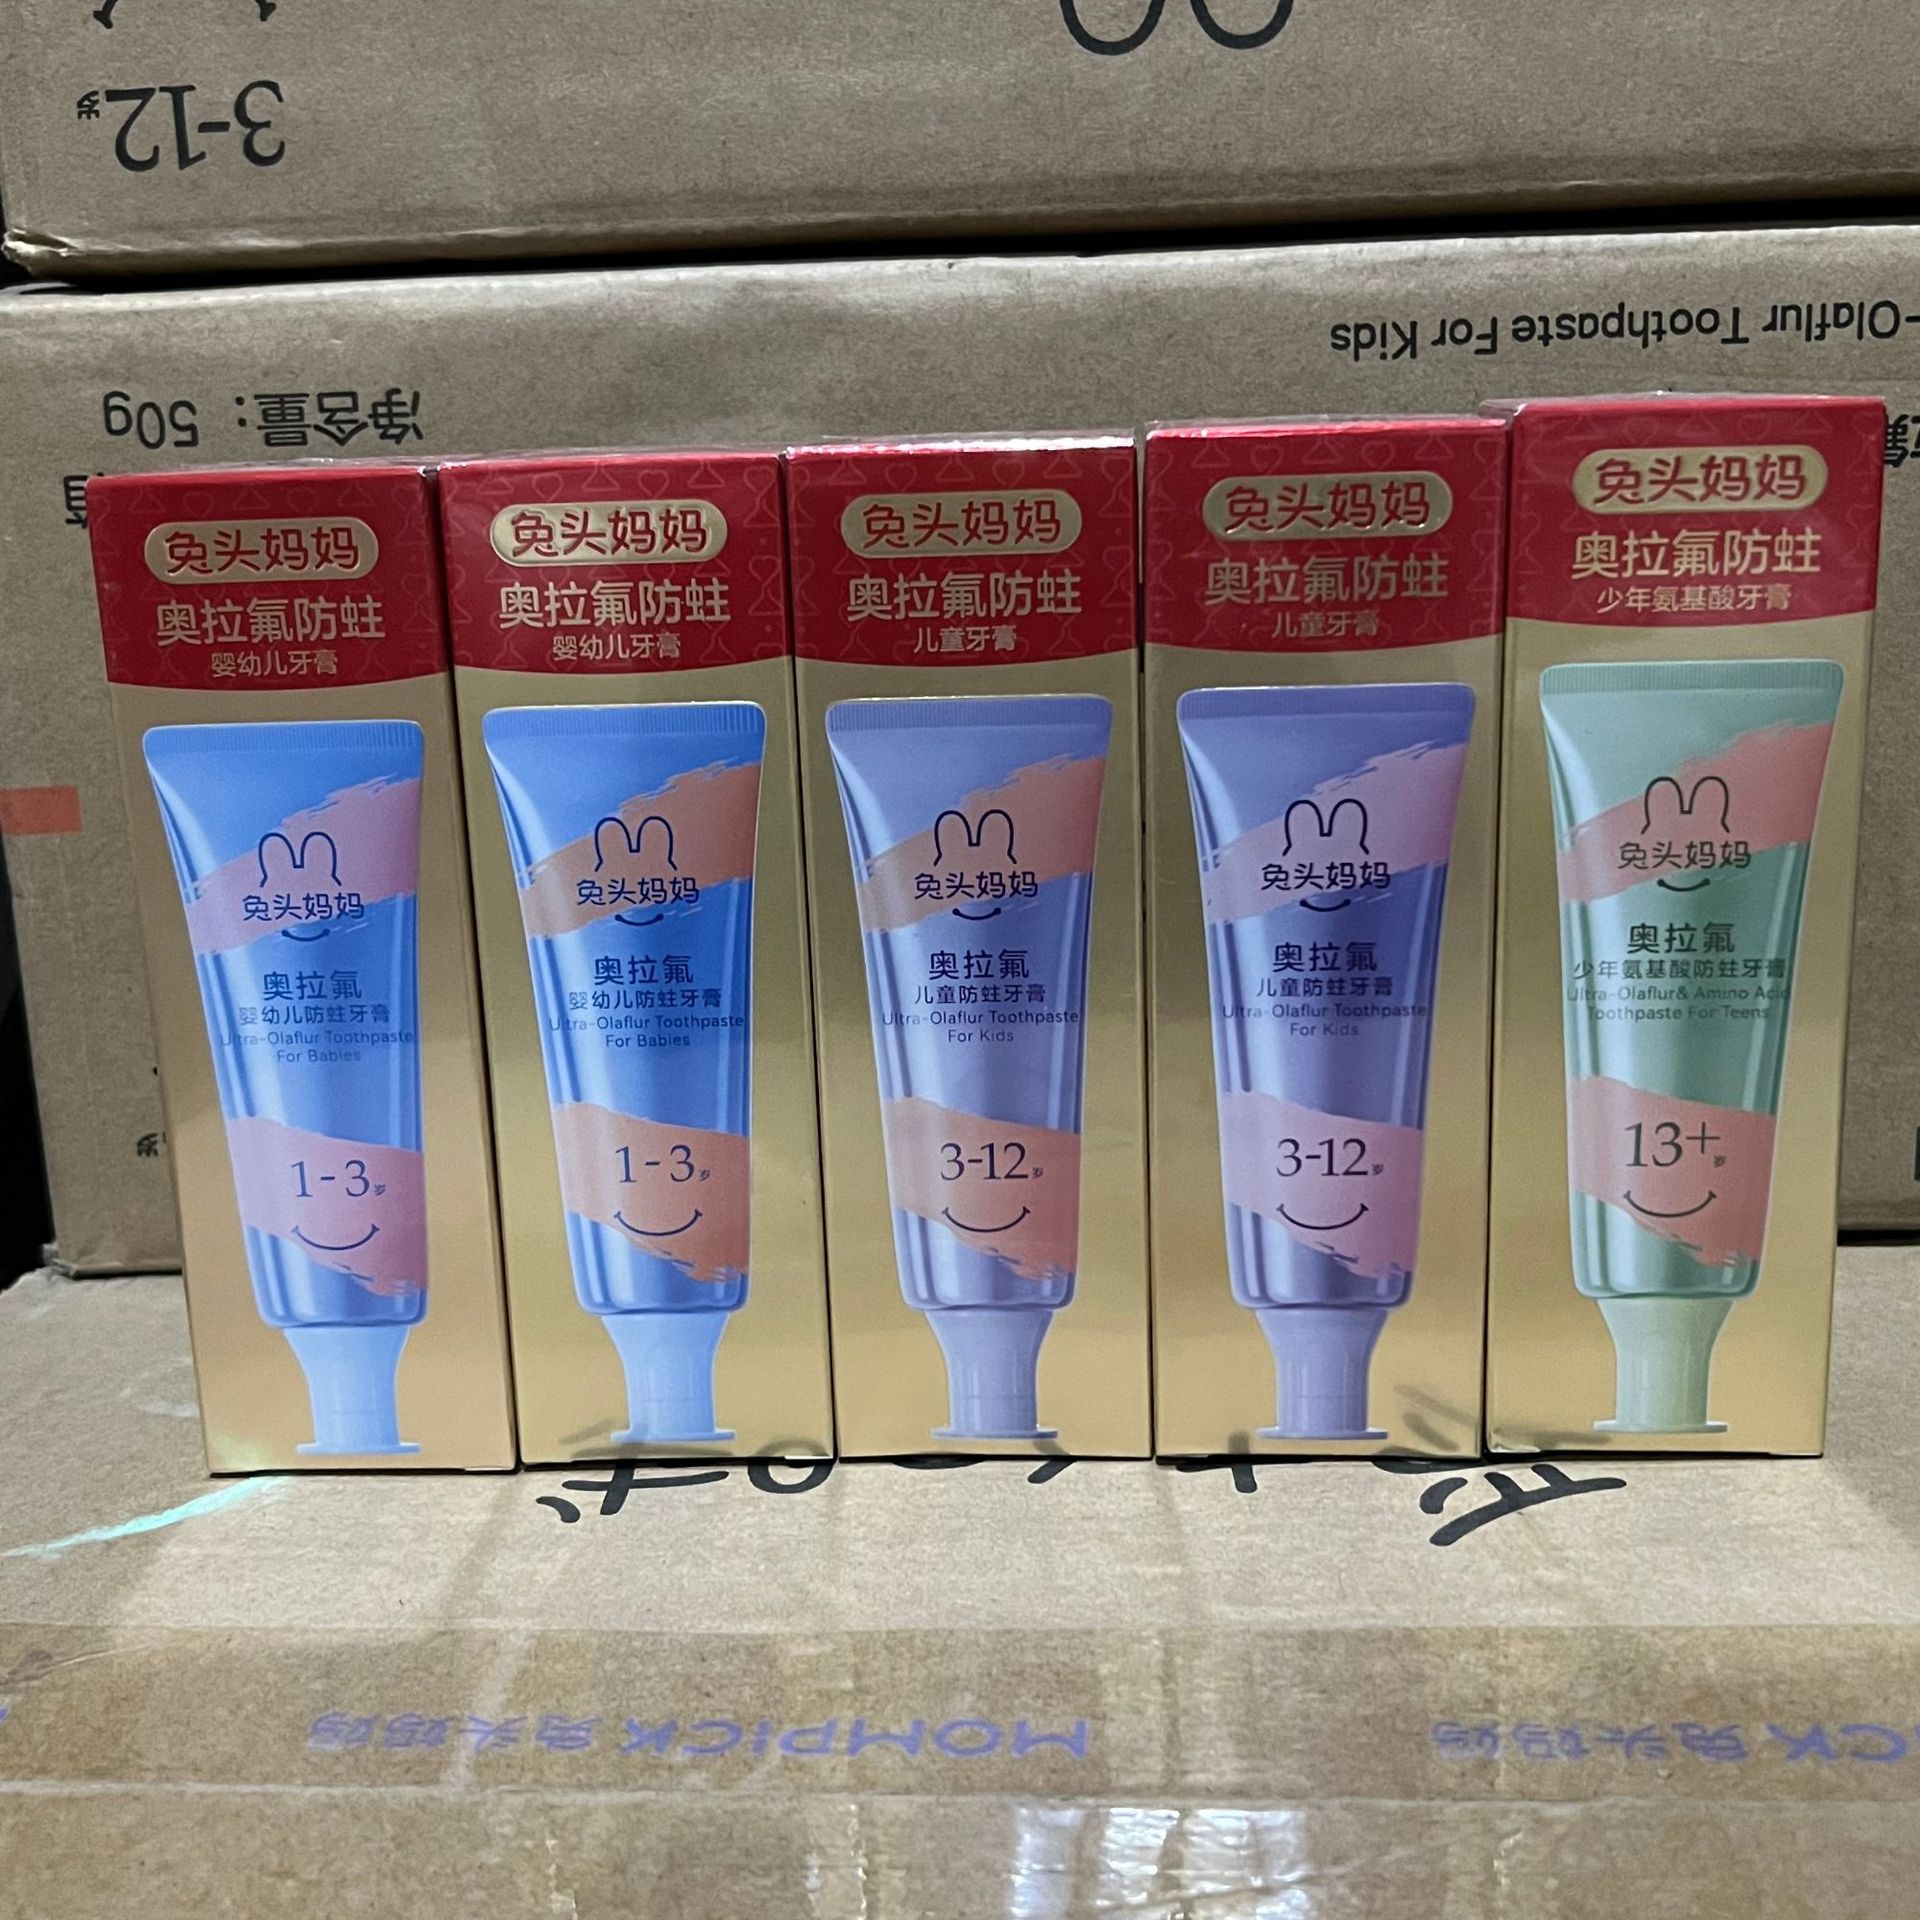 3-12岁
Olaflur Toothpaste For Kids
净含量：50g
兔头妈妈
奥拉氟防蛀
婴幼儿牙膏
兔头妈妈
奥拉氟
婴幼儿防蛀牙膏
Ultra-Olaflur Toothpaste
For Babies
1-3岁
兔头妈妈
奥拉氟防蛀
婴幼儿牙膏
兔头妈妈
奥拉氟
婴幼儿防蛀牙膏
Ultra-Olaflur Toothpaste
For Babies
1-3岁
兔头妈妈
奥拉氟防蛀
儿童牙膏
兔头妈妈
奥拉氟
儿童防蛀牙膏
Ultra-Olaflur Toothpaste
For Kids
3-12岁
兔头妈妈
奥拉氟防蛀
儿童牙膏
兔头妈妈
奥拉氟
儿童防蛀牙膏
Ultra-Olaflur Toothpaste
For Kids
3-12岁
兔头妈妈
奥拉氟防蛀
少年氨基酸牙膏
兔头妈妈
奥拉氟
少年氨基酸防蛀牙膏
Ultra-Olaflur& Amino Acid
Toothpaste For Teens
13+岁
MOMPICK 兔头妈妈
ICK 兔头妈妈